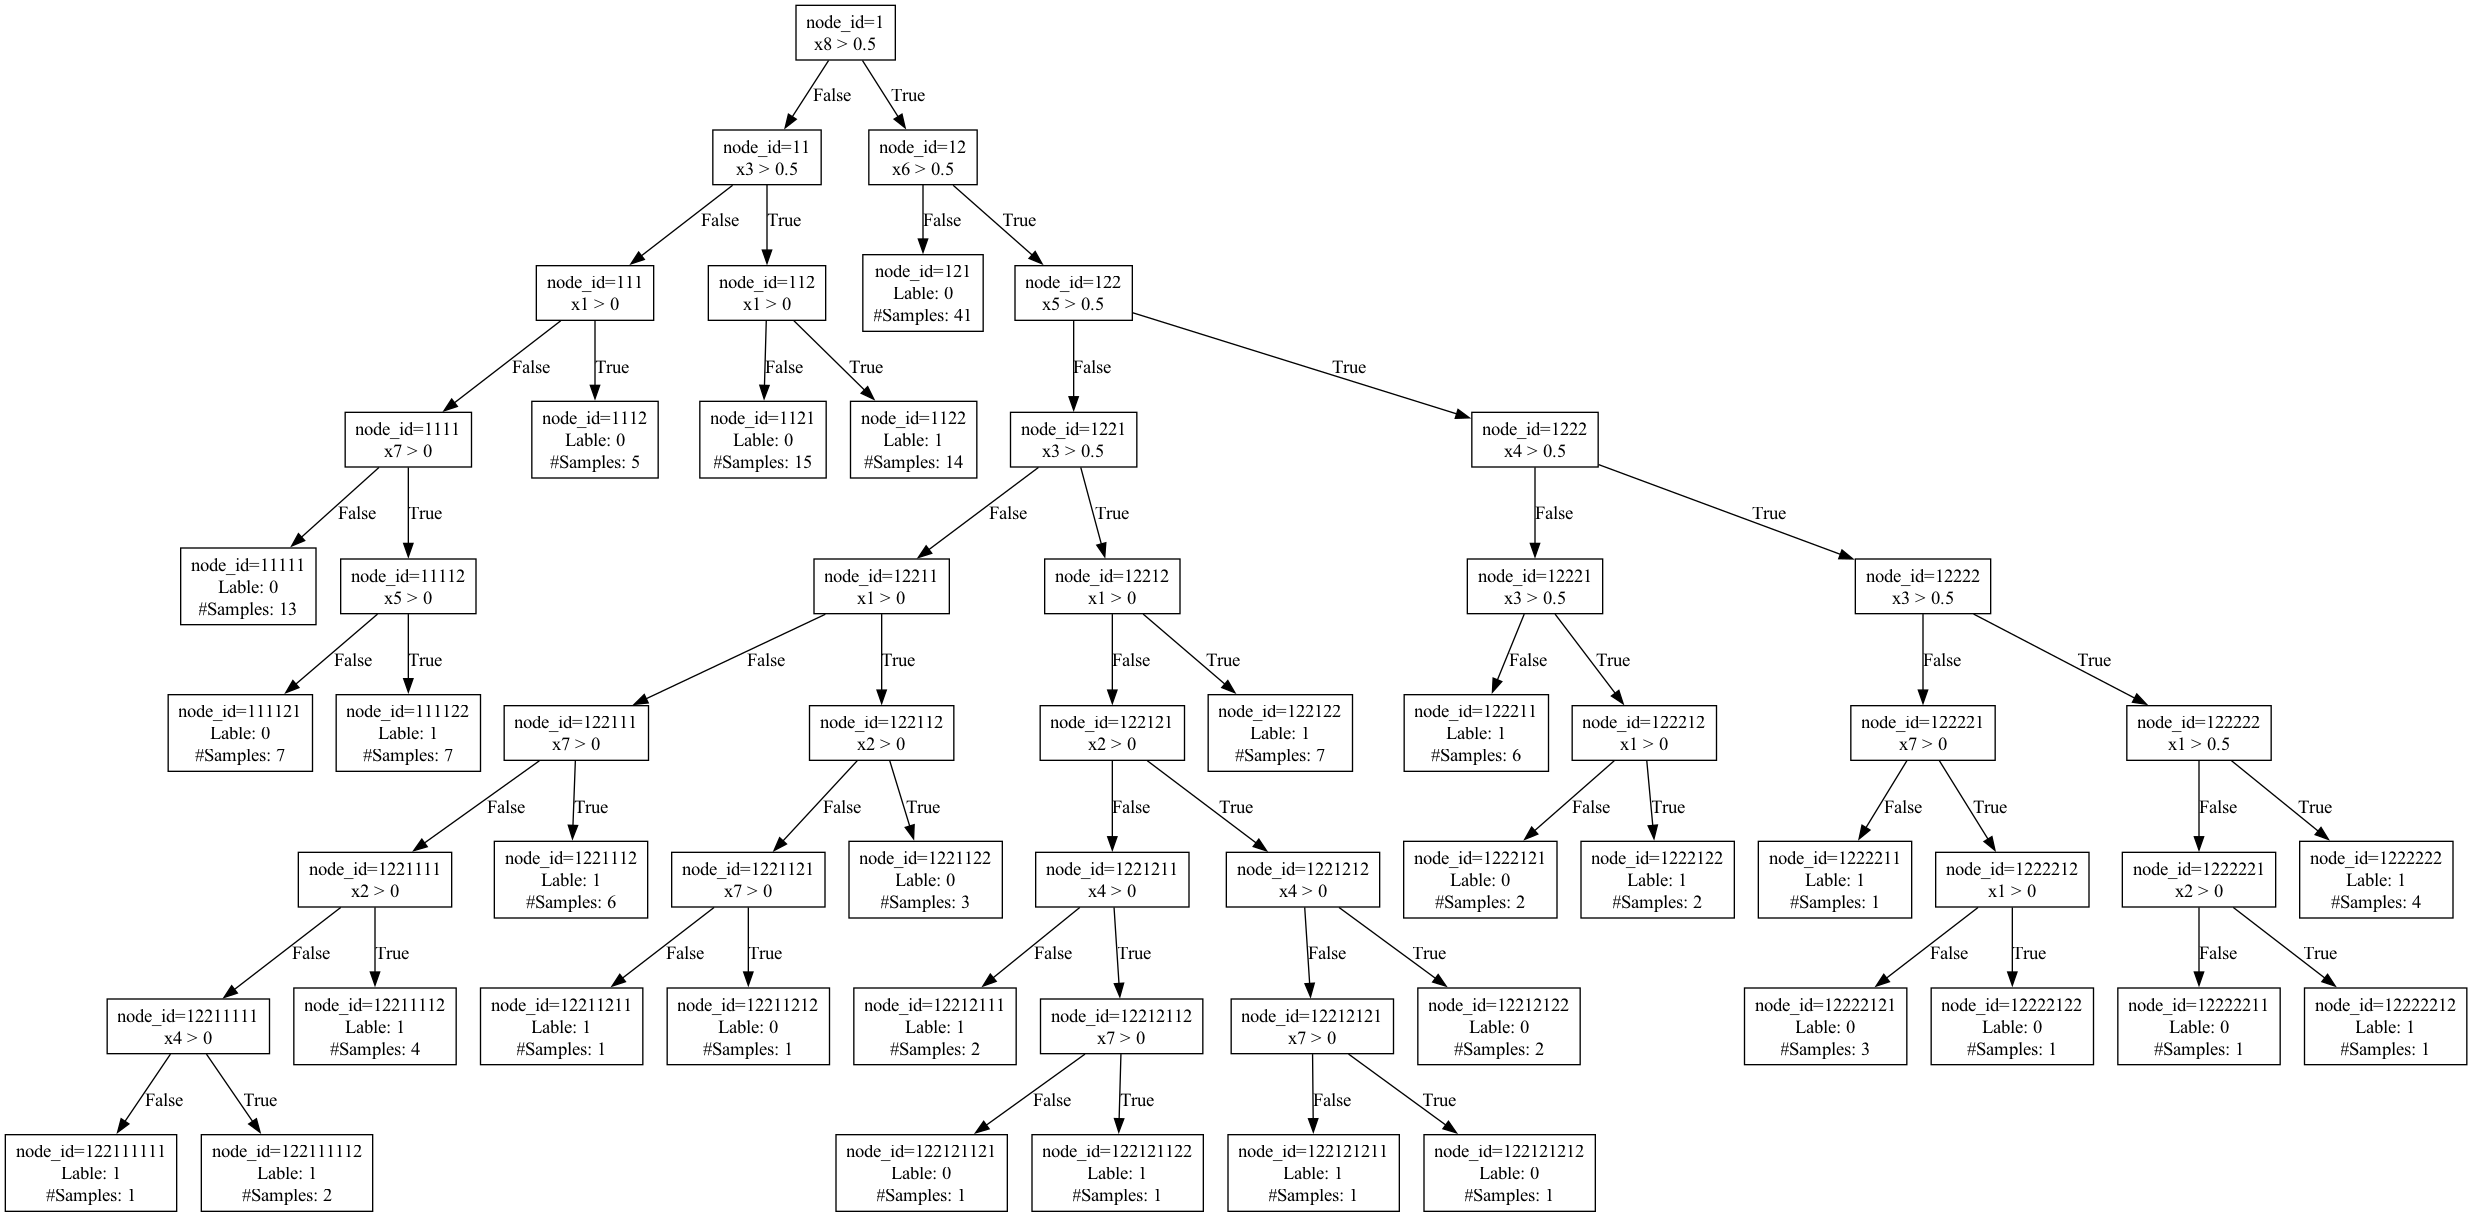 node_id=1
x8 > 0.5
False
True
node_id=11
x3 > 0.5
node_id=12
x6 > 0.5
False
True
False
True
node_id=111
x1 > 0
node_id=112
x1 > 0
node_id=121
Lable: 0
#Samples: 41
node_id=122
x5 > 0.5
False
True
False
True
False
True
node_id=1111
x7 > 0
node_id=1112
Lable: 0
#Samples: 5
node_id=1121
Lable: 0
#Samples: 15
node_id=1122
Lable: 1
#Samples: 14
node_id=1221
x3 > 0.5
node_id=1222
x4 > 0.5
False
True
False
True
False
True
node_id=11111
Lable: 0
#Samples: 13
node_id=11112
x5 > 0
node_id=12211
x1 > 0
node_id=12212
x1 > 0
node_id=12221
x3 > 0.5
node_id=12222
x3 > 0.5
False
True
False
True
False
True
False
True
False
True
node_id=111121
Lable: 0
#Samples: 7
node_id=111122
Lable: 1
#Samples: 7
node_id=122111
x7 > 0
node_id=122112
x2 > 0
node_id=122121
x2 > 0
node_id=122122
Lable: 1
#Samples: 7
node_id=122211
Lable: 1
#Samples: 6
node_id=122212
x1 > 0
node_id=122221
x7 > 0
node_id=122222
x1 > 0.5
False
True
False
True
False
True
False
True
False
True
False
True
node_id=1221111
x2 > 0
node_id=1221112
Lable: 1
#Samples: 6
node_id=1221121
x7 > 0
node_id=1221122
Lable: 0
#Samples: 3
node_id=1221211
x4 > 0
node_id=1221212
x4 > 0
node_id=1222121
Lable: 0
#Samples: 2
node_id=1222122
Lable: 1
#Samples: 2
node_id=1222211
Lable: 1
#Samples: 1
node_id=1222212
x1 > 0
node_id=1222221
x2 > 0
node_id=1222222
Lable: 1
#Samples: 4
False
True
False
True
False
True
False
True
False
True
False
True
node_id=12211111
x4 > 0
node_id=12211112
Lable: 1
#Samples: 4
node_id=12211211
Lable: 1
#Samples: 1
node_id=12211212
Lable: 0
#Samples: 1
node_id=12212111
Lable: 1
#Samples: 2
node_id=12212112
x7 > 0
node_id=12212121
x7 > 0
node_id=12212122
Lable: 0
#Samples: 2
node_id=12222121
Lable: 0
#Samples: 3
node_id=12222122
Lable: 0
#Samples: 1
node_id=12222211
Lable: 0
#Samples: 1
node_id=12222212
Lable: 1
#Samples: 1
False
True
False
True
False
True
node_id=122111111
Lable: 1
#Samples: 1
node_id=122111112
Lable: 1
#Samples: 2
node_id=122121121
Lable: 0
#Samples: 1
node_id=122121122
Lable: 1
#Samples: 1
node_id=122121211
Lable: 1
#Samples: 1
node_id=122121212
Lable: 0
#Samples: 1